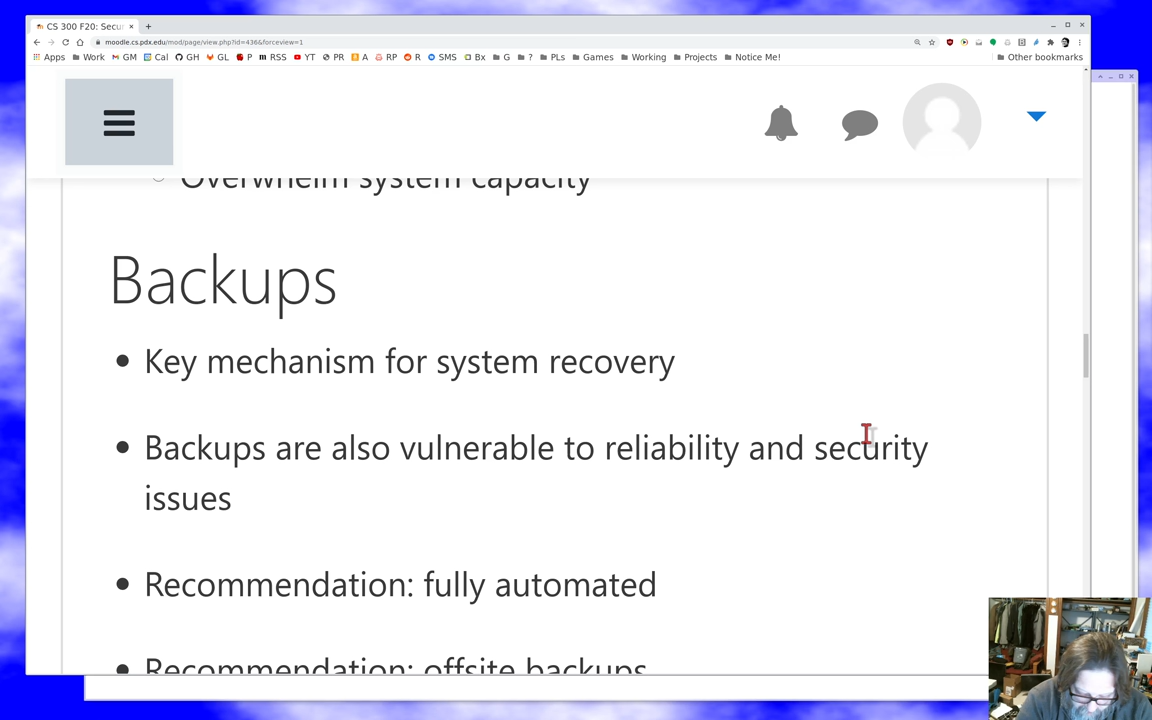 CS 300 F20: Secur
moodle.cs.pdx.edu/mod/page/view.php?id=436&forceview=1
Apps Work GM Cal GH GL P RSS YT PR A RP R SMS Bx G ? PLs Games Working Projects Notice Me! Other bookmarks
Overwhelm system capacity
Backups
Key mechanism for system recovery
Backups are also vulnerable to reliability and security
issues
Recommendation: fully automated
Recommendation: offsite backups